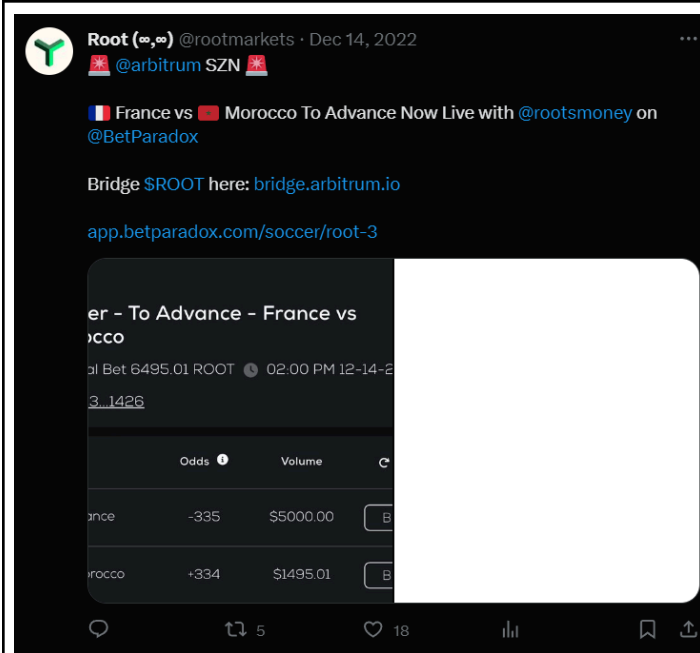 Root (∞,∞) @rootmarkets · Dec 14, 2022
🚨 @arbitrum SZN 🚨
🇫🇷 France vs 🇲🇦 Morocco To Advance Now Live with @rootsmoney on
@BetParadox
Bridge $ROOT here: bridge.arbitrum.io
app.betparadox.com/soccer/root-3
er - To Advance - France vs
occo
al Bet 6495.01 ROOT 02:00 PM 12-14-2
3...1426
Odds Volume
ance -335 $5000.00 B
rocco +334 $1495.01 B
5 18